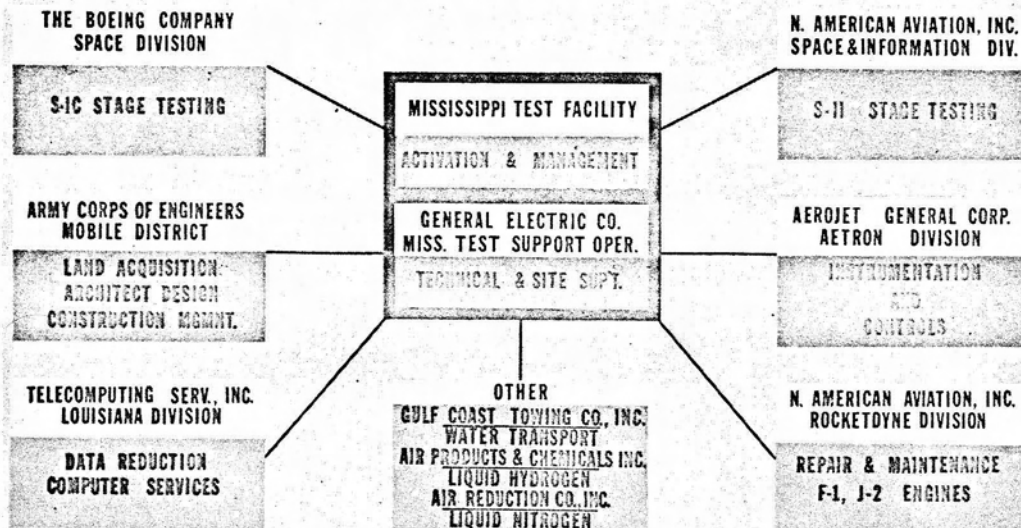 THE BOEING COMPANY
SPACE DIVISION
S-IC STAGE TESTING
ARMY CORPS OF ENGINEERS
MOBILE DISTRICT
LAND ACQUISITION
ARCHITECT DESIGN
CONSTRUCTION MGMNT.
TELECOMPUTING SERV., INC.
LOUISIANA DIVISION
DATA REDUCTION
COMPUTER SERVICES
MISSISSIPPI TEST FACILITY
ACTIVATION & MANAGEMENT
GENERAL ELECTRIC CO.
MISS. TEST SUPPORT OPER.
TECHNICAL & SITE SUPT.
OTHER
GULF COAST TOWING CO., INC.
WATER TRANSPORT
AIR PRODUCTS & CHEMICALS INC.
LIQUID HYDROGEN
AIR REDUCTION CO., INC.
LIQUID NITROGEN
N. AMERICAN AVIATION, INC.
SPACE & INFORMATION DIV.
S-II STAGE TESTING
AEROJET GENERAL CORP.
AETRON DIVISION
INSTRUMENTATION
AND
CONTROLS
N. AMERICAN AVIATION, INC.
ROCKETDYNE DIVISION
REPAIR & MAINTENANCE
F-1, J-2 ENGINES